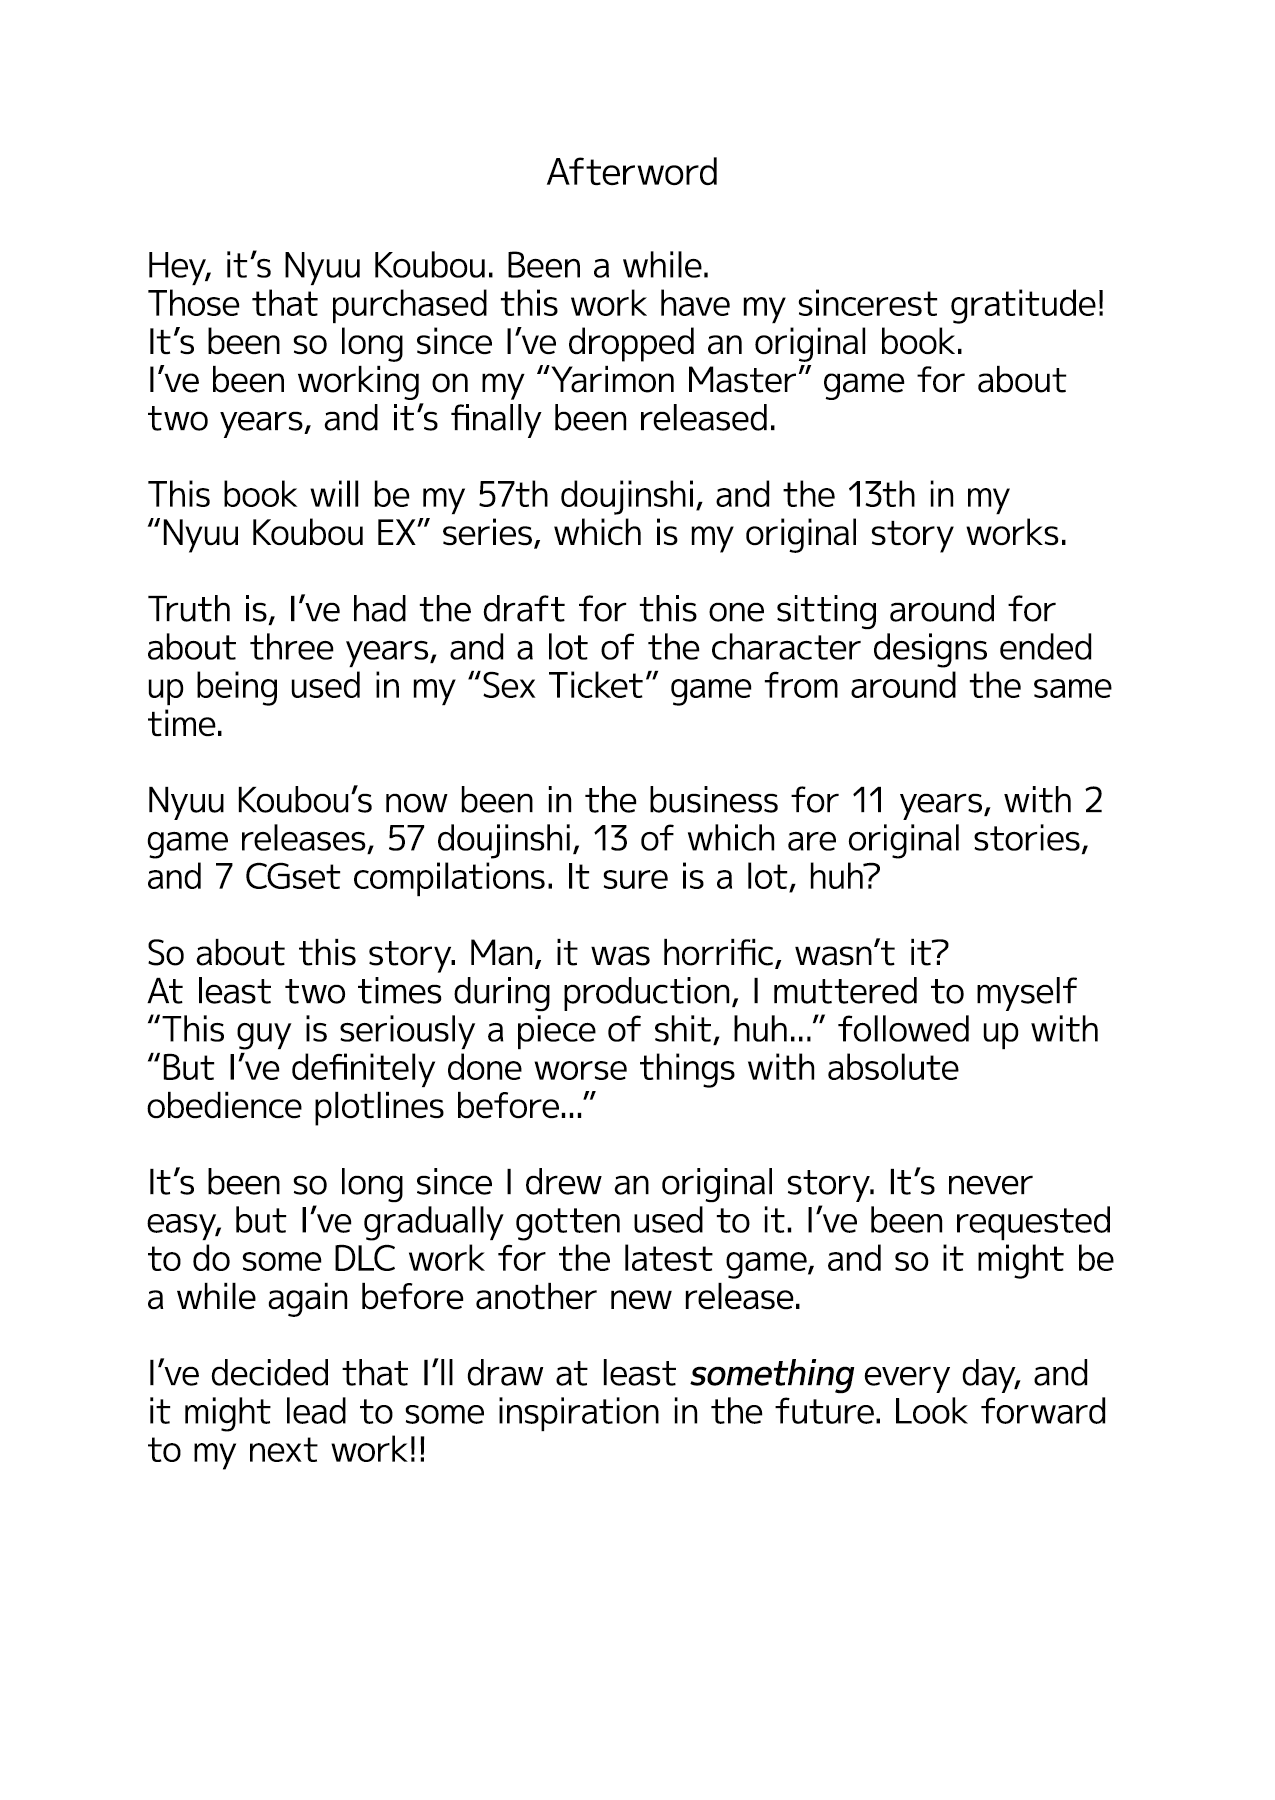 Afterword
Hey, it’s Nyuu Koubou. Been a while.
Those that purchased this work have my sincerest gratitude!
It’s been so long since I’ve dropped an original book.
I’ve been working on my “Yarimon Master” game for about
two years, and it’s finally been released.
This book will be my 57th doujinshi, and the 13th in my
“Nyuu Koubou EX” series, which is my original story works.
Truth is, I’ve had the draft for this one sitting around for
about three years, and a lot of the character designs ended
up being used in my “Sex Ticket” game from around the same
time.
Nyuu Koubou’s now been in the business for 11 years, with 2
game releases, 57 doujinshi, 13 of which are original stories,
and 7 CGset compilations. It sure is a lot, huh?
So about this story. Man, it was horrific, wasn’t it?
At least two times during production, I muttered to myself
“This guy is seriously a piece of shit, huh...” followed up with
“But I’ve definitely done worse things with absolute
obedience plotlines before...”
It’s been so long since I drew an original story. It’s never
easy, but I’ve gradually gotten used to it. I’ve been requested
to do some DLC work for the latest game, and so it might be
a while again before another new release.
I’ve decided that I’ll draw at least something every day, and
it might lead to some inspiration in the future. Look forward
to my next work!!